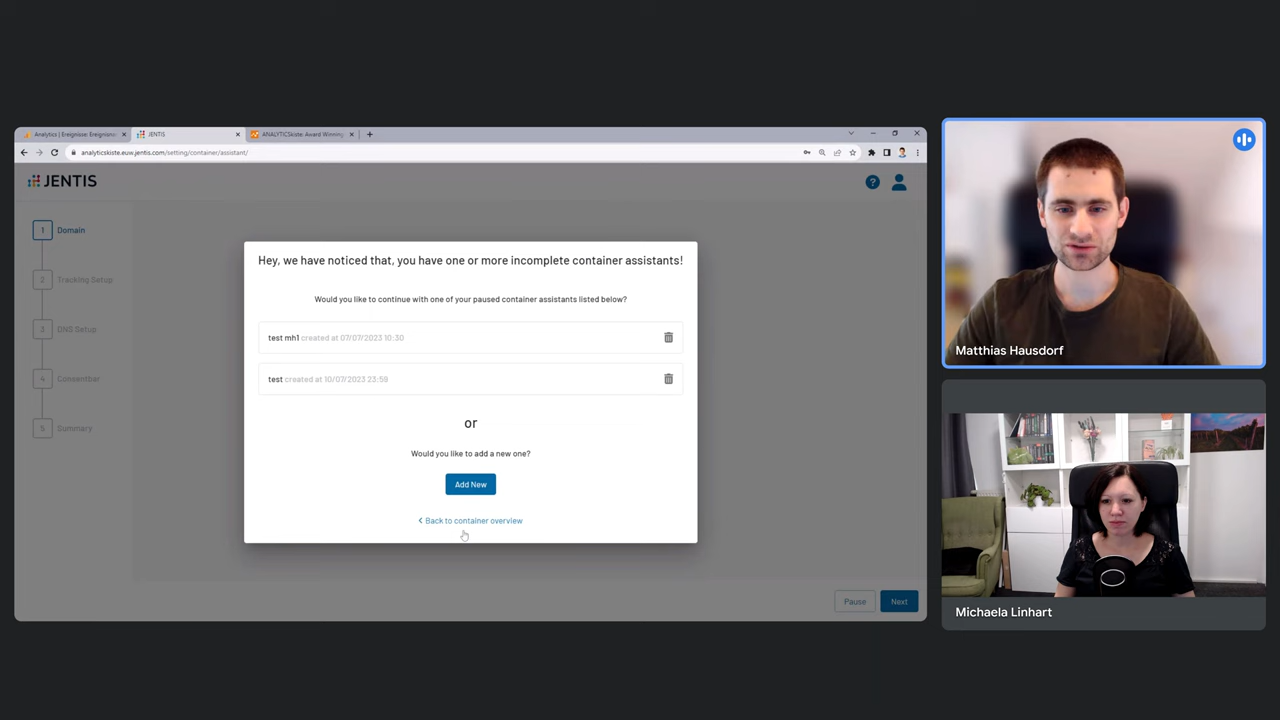 Analytics | Ereignisse: Ereignisn
JENTIS
ANALYTICSkiste: Award Winning
analyticskiste.euw.jentis.com/setting/container/assistant/
JENTIS
1 Domain
2 Tracking Setup
3 DNS Setup
4 Consentbar
5 Summary
Hey, we have noticed that, you have one or more incomplete container assistants!
Would you like to continue with one of your paused container assistants listed below?
test mh1 created at 07/07/2023 10:30
test created at 10/07/2023 23:59
or
Would you like to add a new one?
Add New
Back to container overview
Pause
Next
Matthias Hausdorf
Michaela Linhart